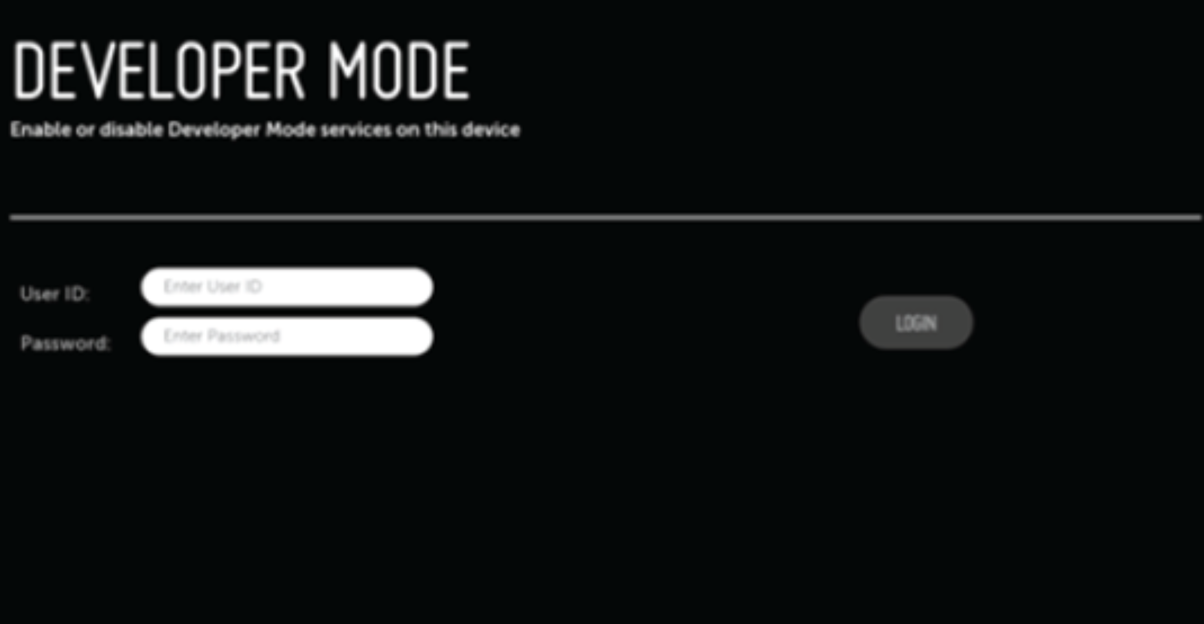 DEVELOPER MODE
Enable or disable Developer Mode services on this device
User ID:
Enter User ID
Password:
Enter Password
LOGIN